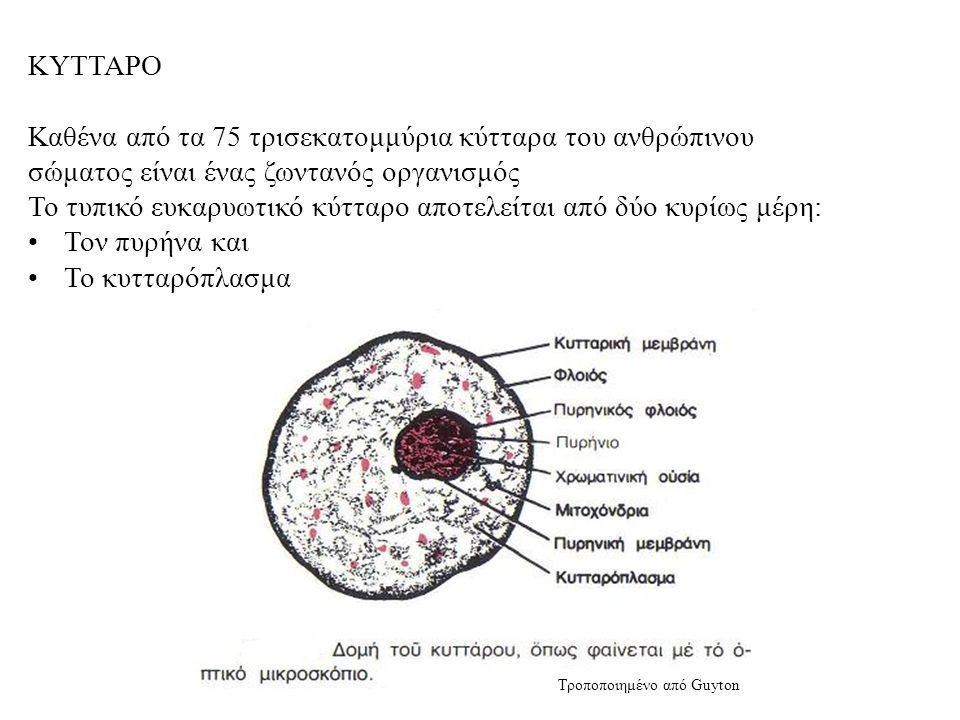 ΚΥΤΤΑΡΟ
Καθένα από τα 75 τρισεκατομμύρια κύτταρα του ανθρώπινου
σώματος είναι ένας ζωντανός οργανισμός
Το τυπικό ευκαρυωτικό κύτταρο αποτελείται από δύο κυρίως μέρη:
• Τον πυρήνα και
• Το κυτταρόπλασμα
Κυτταρική μεμβράνη
Φλοιός
Πυρηνικός φλοιός
Πυρήνιο
Χρωματινική οὐσία
Μιτοχόνδρια
Πυρηνική μεμβράνη
Κυτταρόπλασμα
Δομή τοῦ κυττάρου, ὅπως φαίνεται μέ τό ὀ-
πτικό μικροσκόπιο.
Τροποποιημένο από Guyton